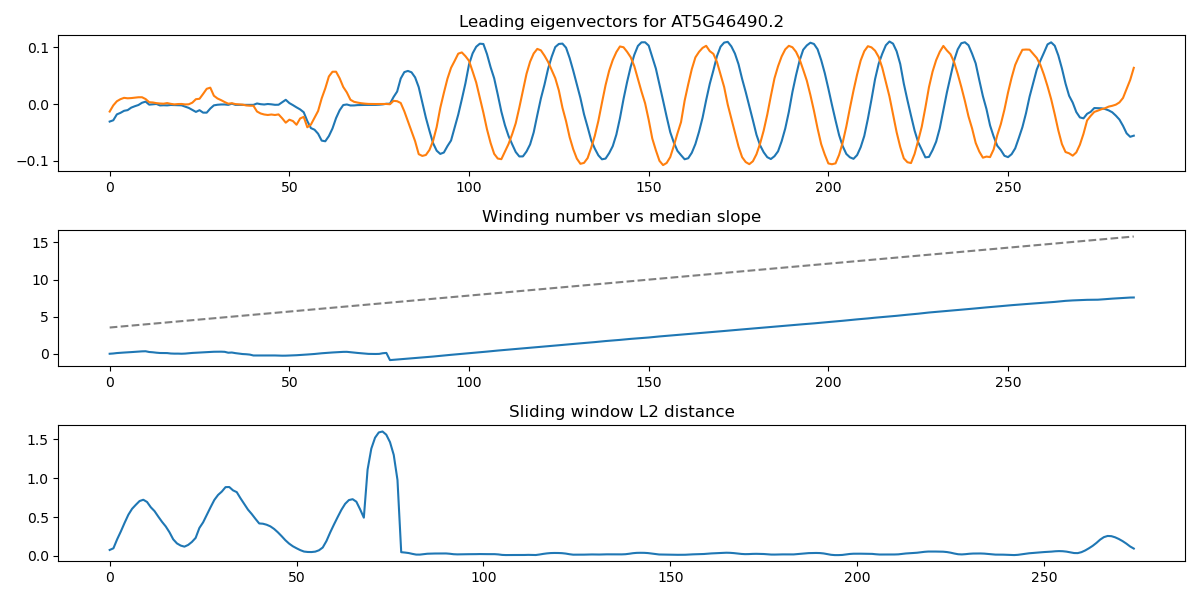 Leading eigenvectors for AT5G46490.2
0.1
0.0
−0.1
0 50 100 150 200 250
Winding number vs median slope
15
10
5
0
0 50 100 150 200 250
Sliding window L2 distance
1.5
1.0
0.5
0.0
0 50 100 150 200 250